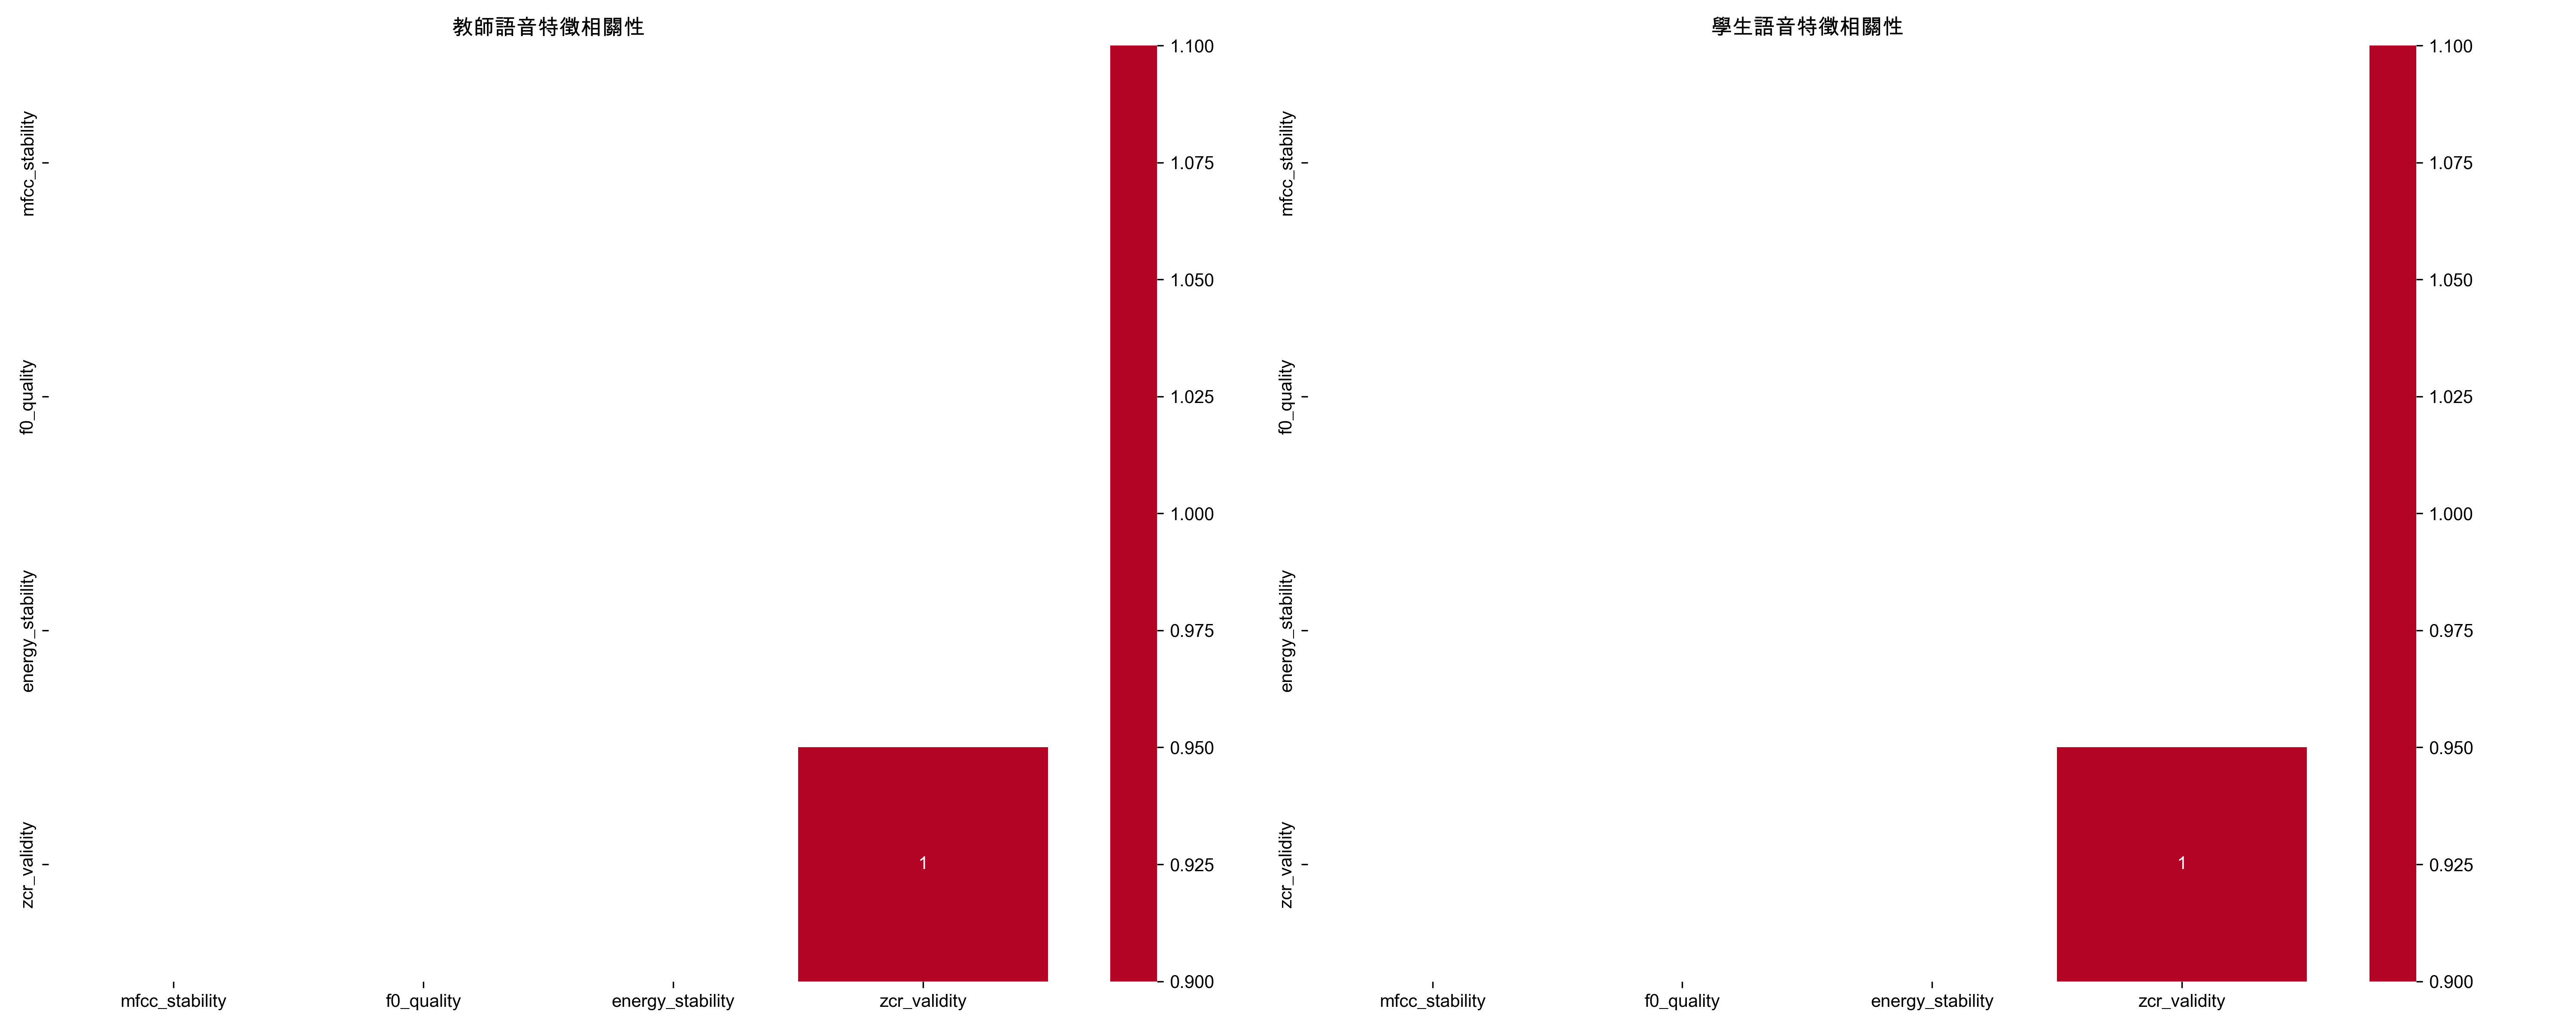 教師語音特徵相關性
mfcc_stability
f0_quality
energy_stability
zcr_validity
1
mfcc_stability
f0_quality
energy_stability
zcr_validity
1.100
1.075
1.050
1.025
1.000
0.975
0.950
0.925
0.900
學生語音特徵相關性
mfcc_stability
f0_quality
energy_stability
zcr_validity
1
mfcc_stability
f0_quality
energy_stability
zcr_validity
1.100
1.075
1.050
1.025
1.000
0.975
0.950
0.925
0.900